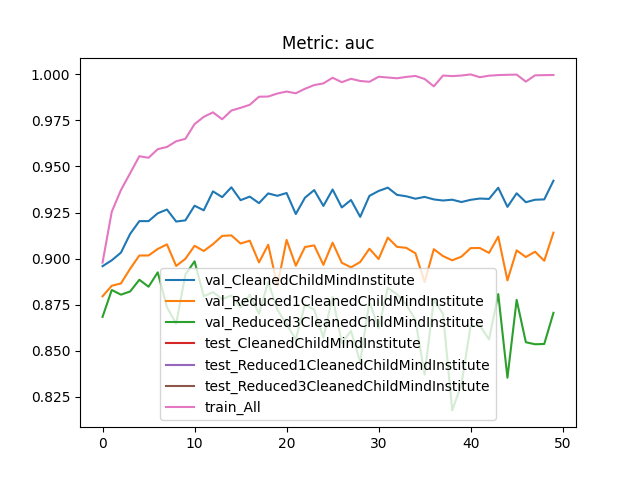 Metric: auc
1.000
0.975
0.950
0.925
0.900
0.875
0.850
0.825
val_CleanedChildMindInstitute
val_Reduced1CleanedChildMindInstitute
val_Reduced3CleanedChildMindInstitute
test_CleanedChildMindInstitute
test_Reduced1CleanedChildMindInstitute
test_Reduced3CleanedChildMindInstitute
train_All
0 10 20 30 40 50